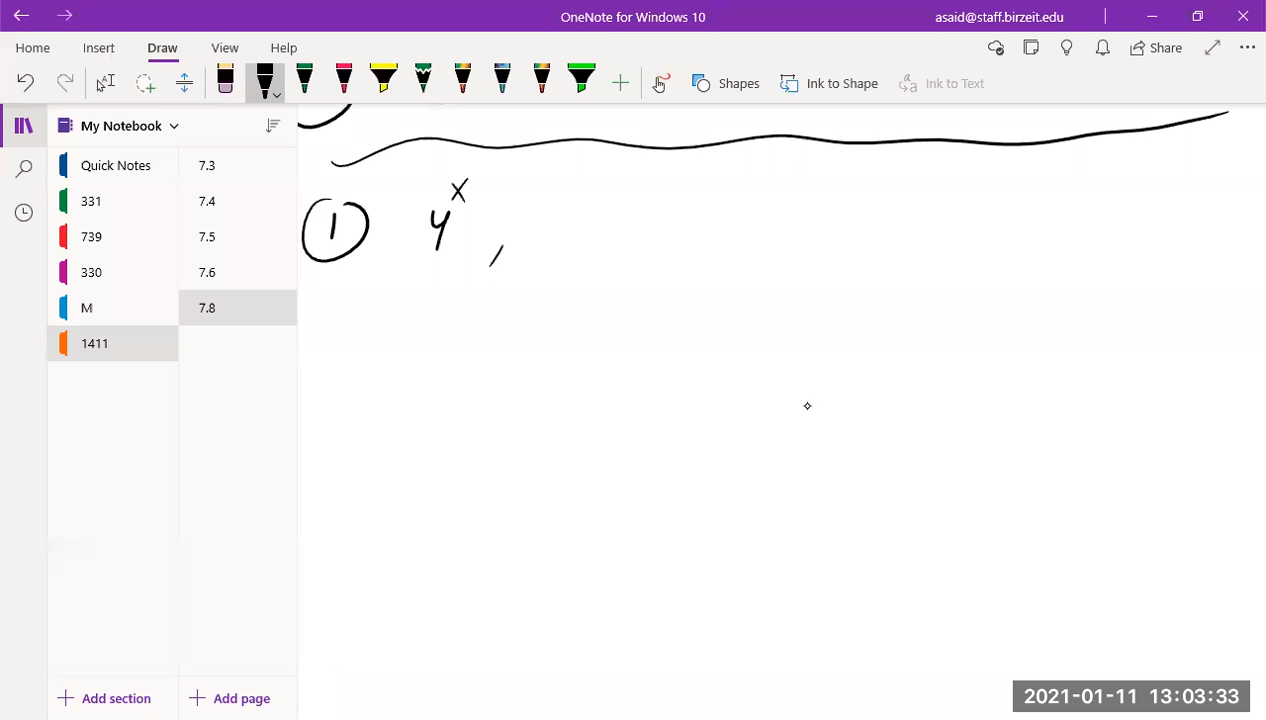 OneNote for Windows 10
asaid@staff.birzeit.edu
Home Insert Draw View Help
Share
Shapes Ink to Shape Ink to Text
My Notebook
Quick Notes 7.3
331 7.4
739 7.5
330 7.6
M 7.8
1411
① 4^x ,
Add section Add page
2021-01-11 13:03:33